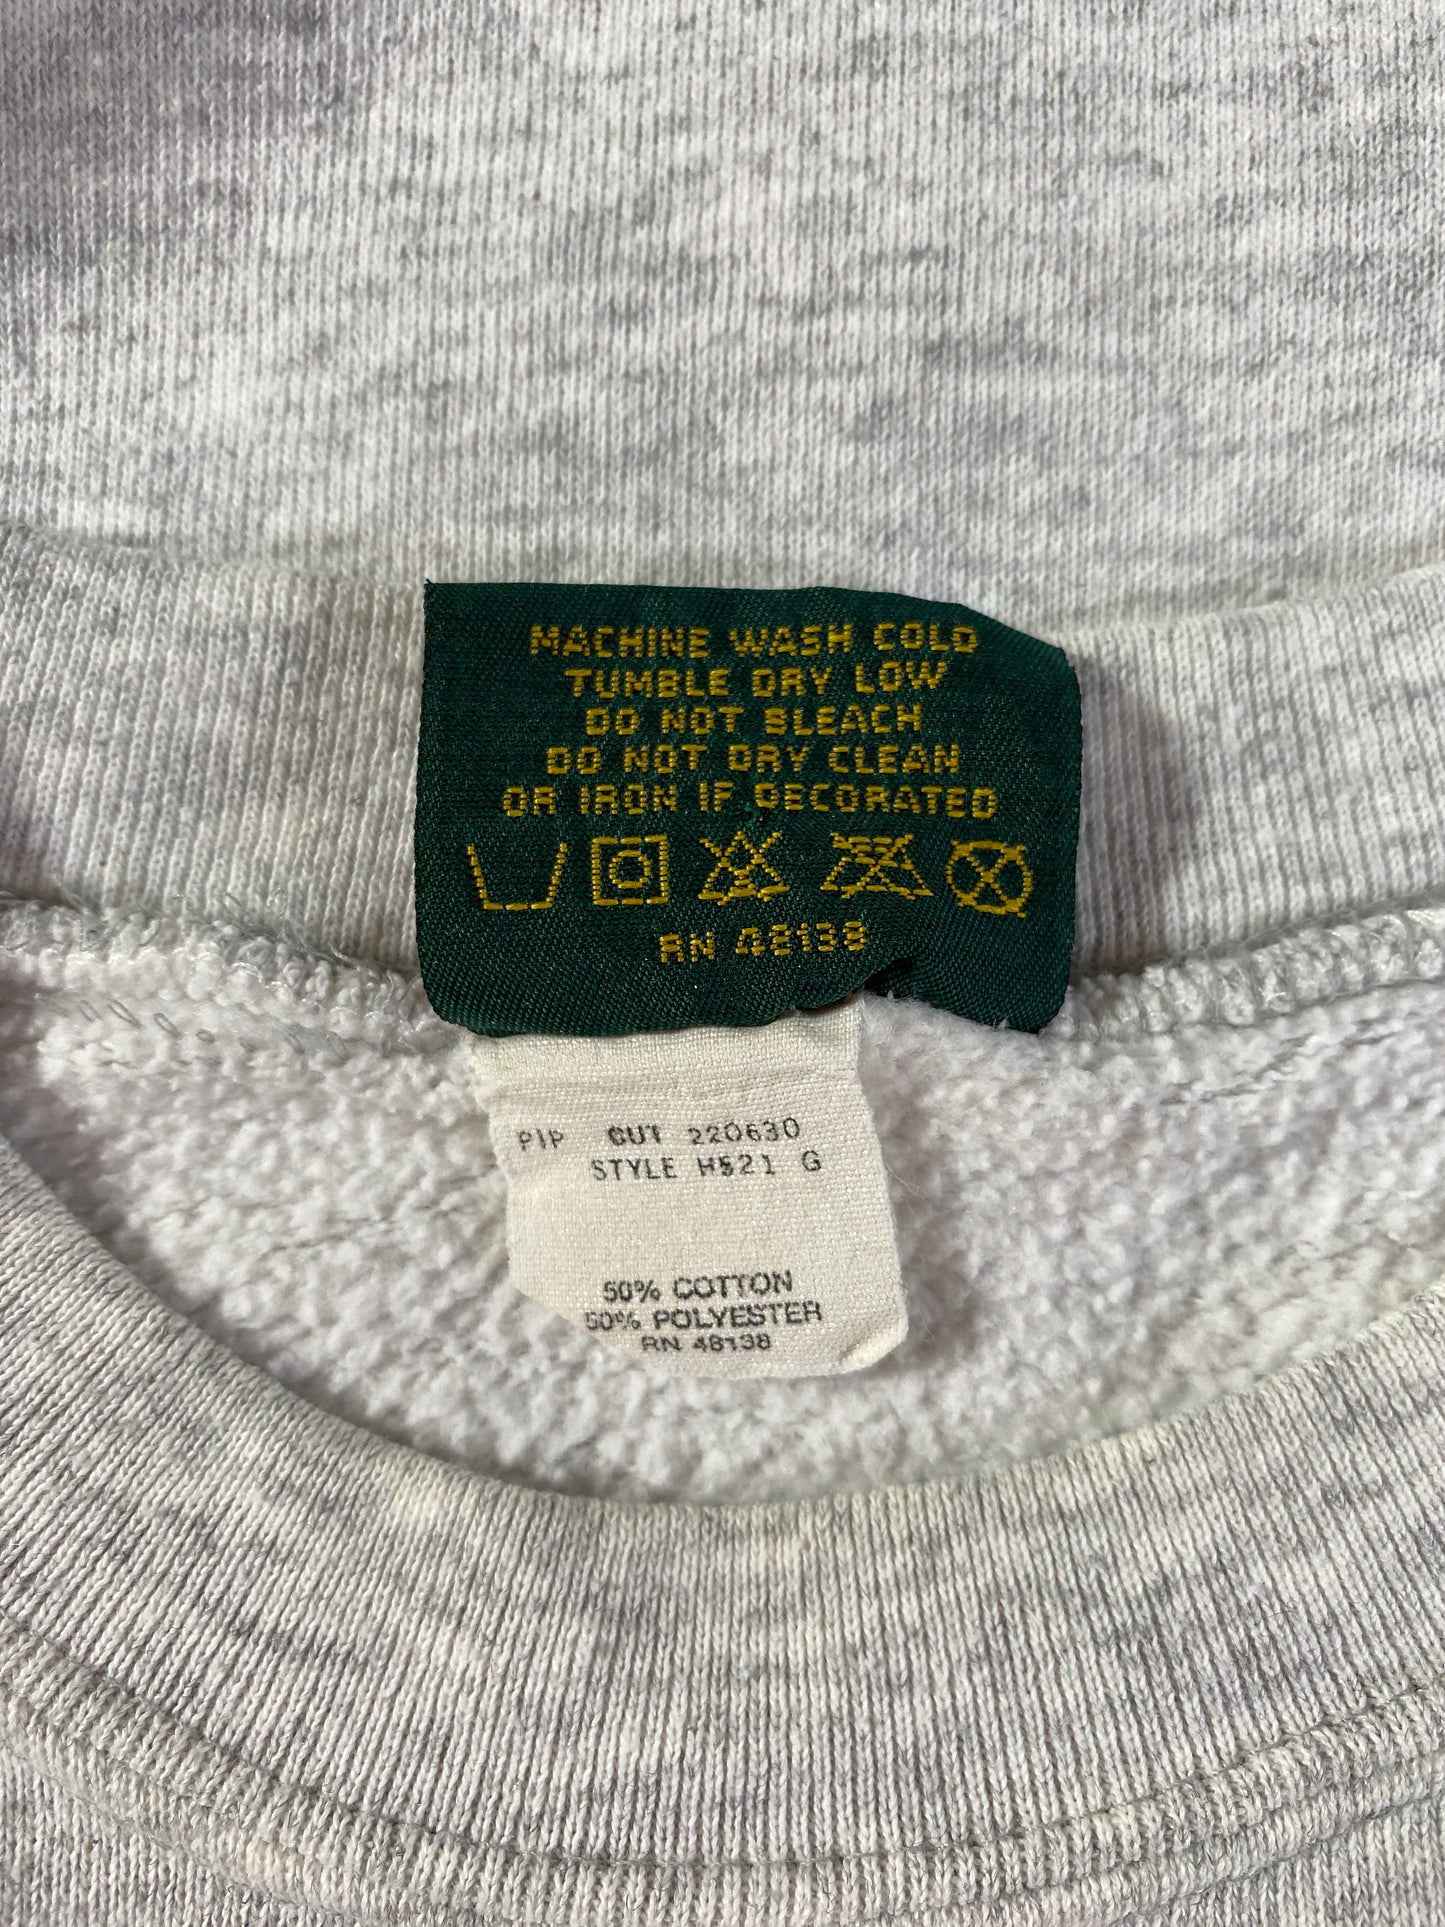 MACHINE WASH COLD
TUMBLE DRY LOW
DO NOT BLEACH
DO NOT DRY CLEAN
OR IRON IF DECORATED
RN 48138
PIP CUT 220630
STYLE H521 G
50% COTTON
50% POLYESTER
RN 48138